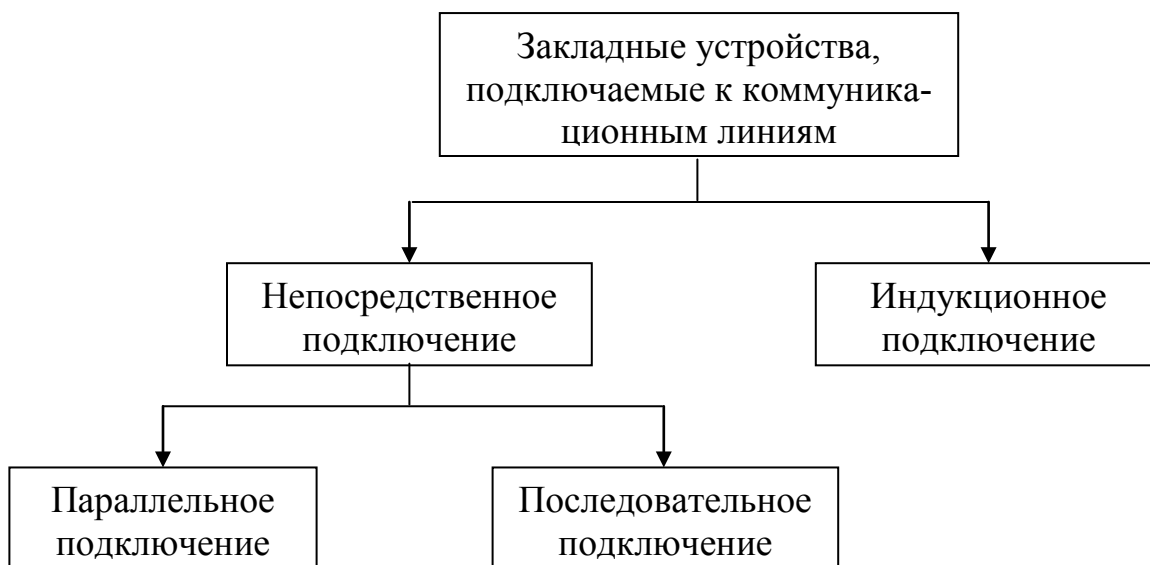 Закладные устройства,
подключаемые к коммуника-
ционным линиям
Непосредственное
подключение
Индукционное
подключение
Параллельное
подключение
Последовательное
подключение